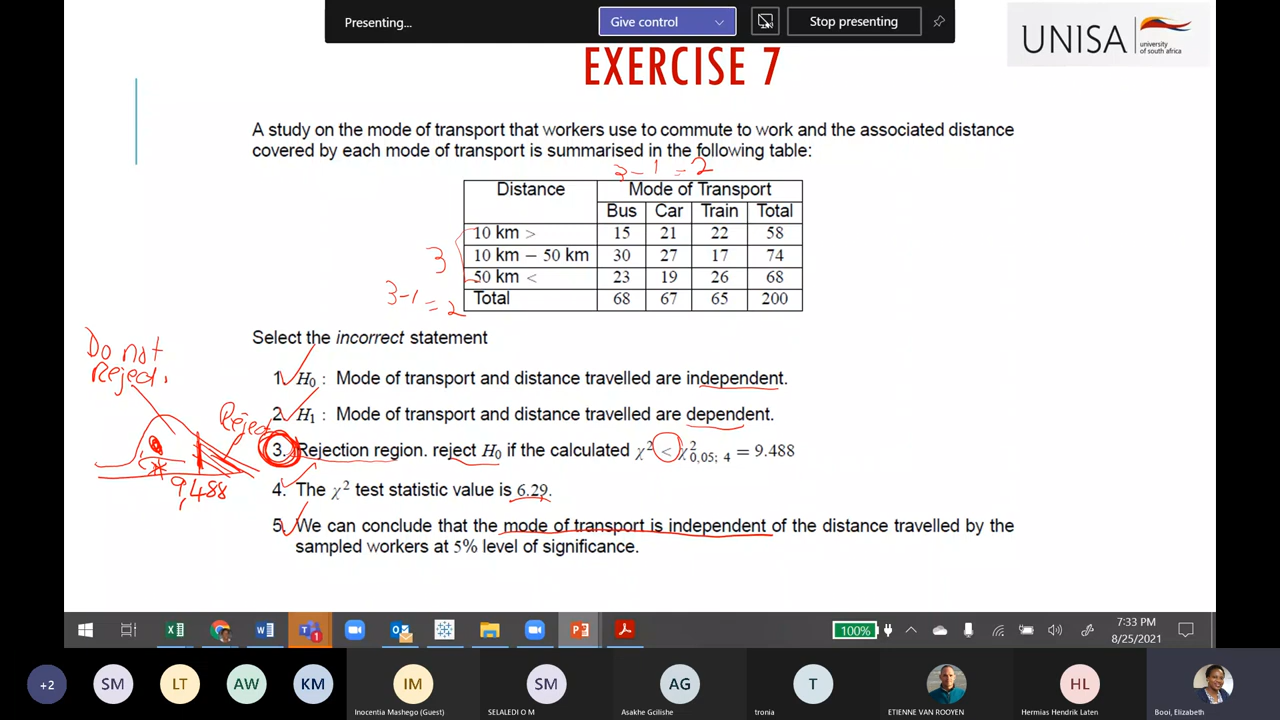 Presenting...
Give control
Stop presenting
UNISA
university
of south africa
EXERCISE 7
A study on the mode of transport that workers use to commute to work and the associated distance
covered by each mode of transport is summarised in the following table:
3 - 1 = 2
Distance Mode of Transport
Bus Car Train Total
10 km > 15 21 22 58
10 km − 50 km 30 27 17 74
50 km < 23 19 26 68
Total 68 67 65 200
3
3-1 = 2
Select the incorrect statement
1. H0 : Mode of transport and distance travelled are independent.
2. H1 : Mode of transport and distance travelled are dependent.
3. Rejection region. reject H0 if the calculated χ² < χ²0,05; 4 = 9.488
4. The χ² test statistic value is 6.29.
5. We can conclude that the mode of transport is independent of the distance travelled by the
sampled workers at 5% level of significance.
Do not
Reject.
Reject
9,488
100%
7:33 PM
8/25/2021
1
+2
SM
LT
AW
KM
IM
SM
AG
T
HL
Inocentia Mashego (Guest)
SELALEDI O M
Asakhe Gcilishe
tronia
ETIENNE VAN ROOYEN
Hermias Hendrik Laten
Booi, Elizabeth